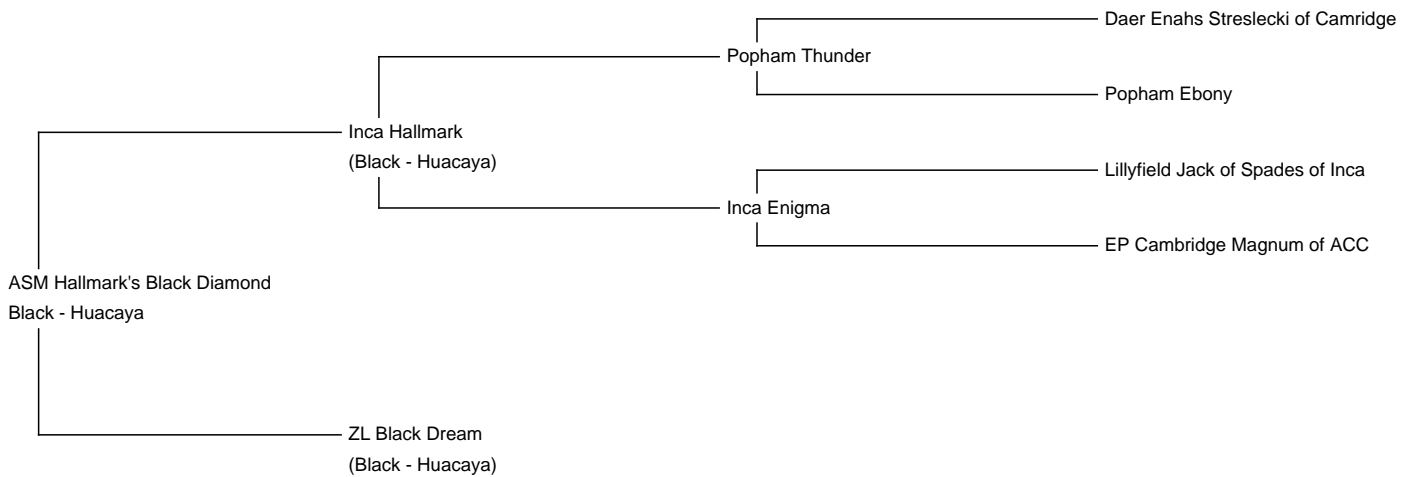 Daer Enahs Streslecki of Camridge
Popham Thunder
Popham Ebony
Inca Hallmark
(Black - Huacaya)
Lillyfield Jack of Spades of Inca
Inca Enigma
EP Cambridge Magnum of ACC
ASM Hallmark's Black Diamond
Black - Huacaya
ZL Black Dream
(Black - Huacaya)